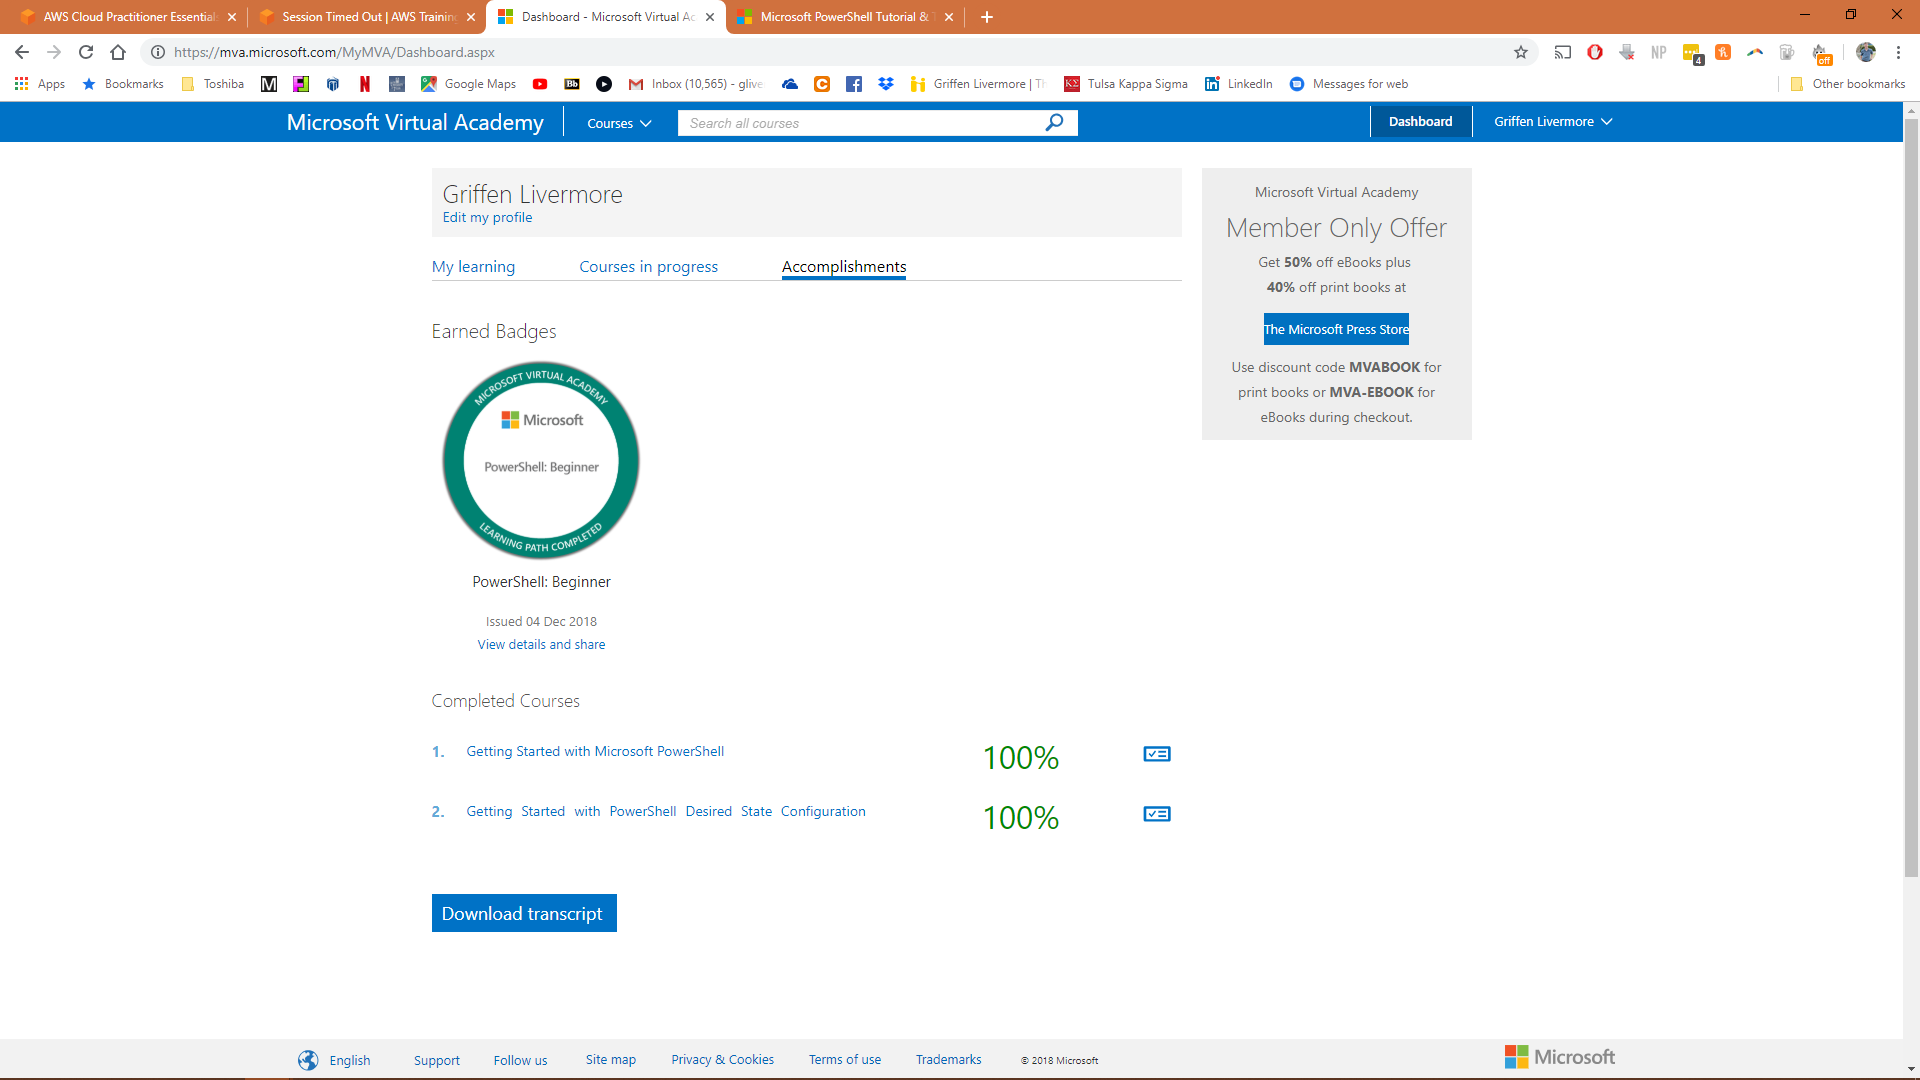 AWS Cloud Practitioner Essentials
Session Timed Out | AWS Training
Dashboard - Microsoft Virtual Ac
Microsoft PowerShell Tutorial & T
https://mva.microsoft.com/MyMVA/Dashboard.aspx
NP
4
off
Apps
Bookmarks
Toshiba
M
N
Google Maps
Bb
Inbox (10,565) - glive
Griffen Livermore | Th
ΚΣ
Tulsa Kappa Sigma
LinkedIn
Messages for web
Other bookmarks
Microsoft Virtual Academy
Courses
Search all courses
Dashboard
Griffen Livermore
Griffen Livermore
Edit my profile
My learning
Courses in progress
Accomplishments
Earned Badges
MICROSOFT VIRTUAL ACADEMY
Microsoft
PowerShell: Beginner
LEARNING PATH COMPLETED
PowerShell: Beginner
Issued 04 Dec 2018
View details and share
Completed Courses
1. Getting Started with Microsoft PowerShell 100%
2. Getting Started with PowerShell Desired State Configuration 100%
Download transcript
Microsoft Virtual Academy
Member Only Offer
Get 50% off eBooks plus
40% off print books at
The Microsoft Press Store
Use discount code MVABOOK for
print books or MVA-EBOOK for
eBooks during checkout.
English
Support
Follow us
Site map
Privacy & Cookies
Terms of use
Trademarks
© 2018 Microsoft
Microsoft